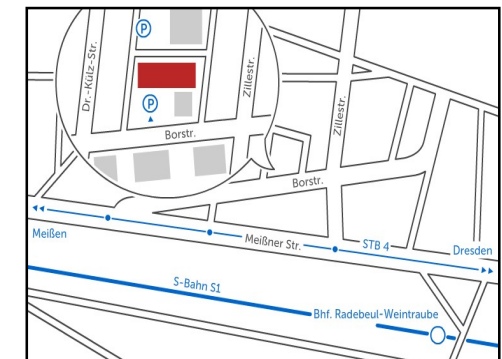 P
Dr.-Külz-Str.
Zillestr.
P
Borstr.
Zillestr.
Borstr.
Meißen
Meißner Str.
STB 4
Dresden
S-Bahn S1
Bhf. Radebeul-Weintraube